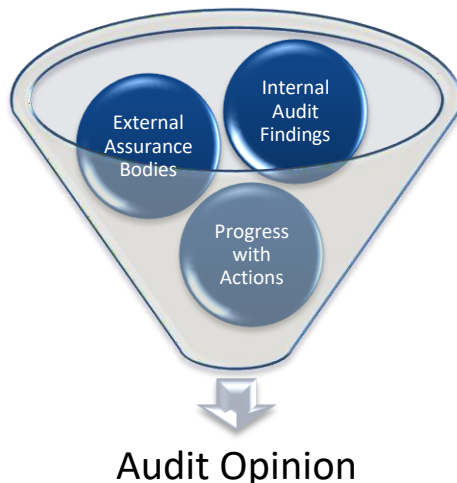 External
Assurance
Bodies
Internal
Audit
Findings
Progress
with
Actions
Audit Opinion